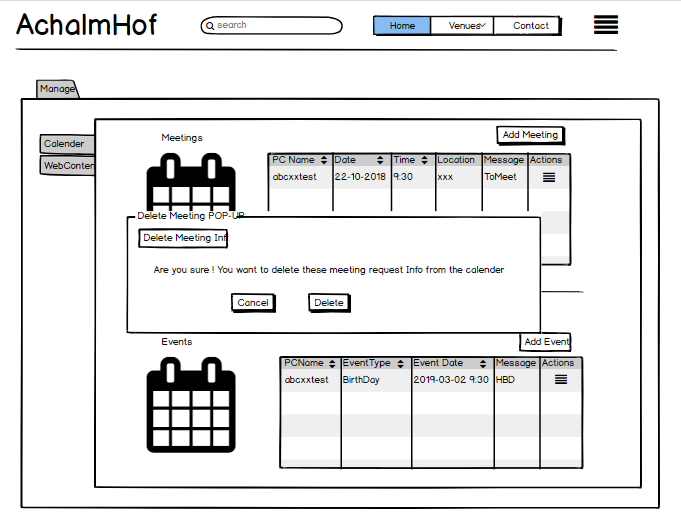 AchalmHof
search
Home Venues Contact
Manage
Calender
WebConten
Meetings
Add Meeting
PC Name Date Time Location Message Actions
abcxxtest 22-10-2018 9:30 xxx ToMeet
Delete Meeting POP-UP
Delete Meeting Inf
Are you sure ! You want to delete these meeting request Info from the calender
Cancel Delete
Events
Add Event
PCName EventType Event Date Message Actions
abcxxtest BirthDay 2019-03-02 9:30 HBD